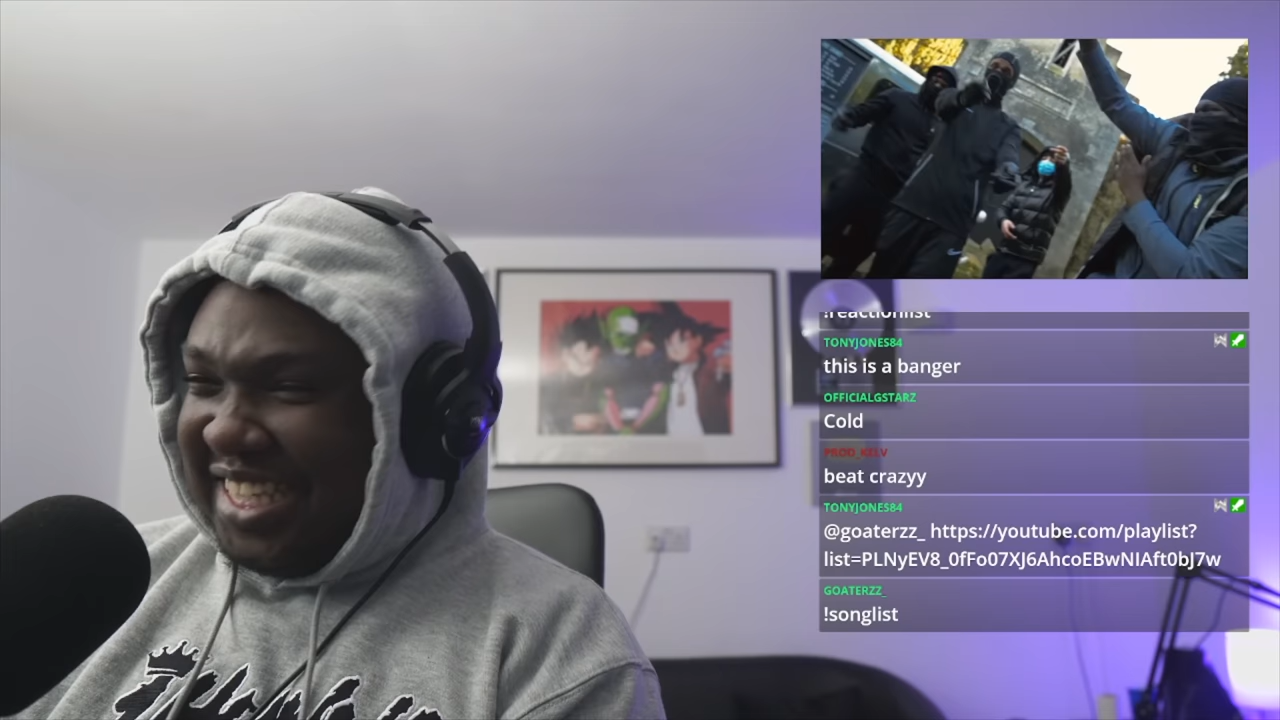 !reactionlist
TONYJONES84
this is a banger
OFFICIALGSTARZ
Cold
PROD_KELV
beat crazyy
TONYJONES84
@goaterzz_ https://youtube.com/playlist?
list=PLNyEV8_0fFo07XJ6AhcoEBwNIAft0bJ7w
GOATERZZ_
!songlist